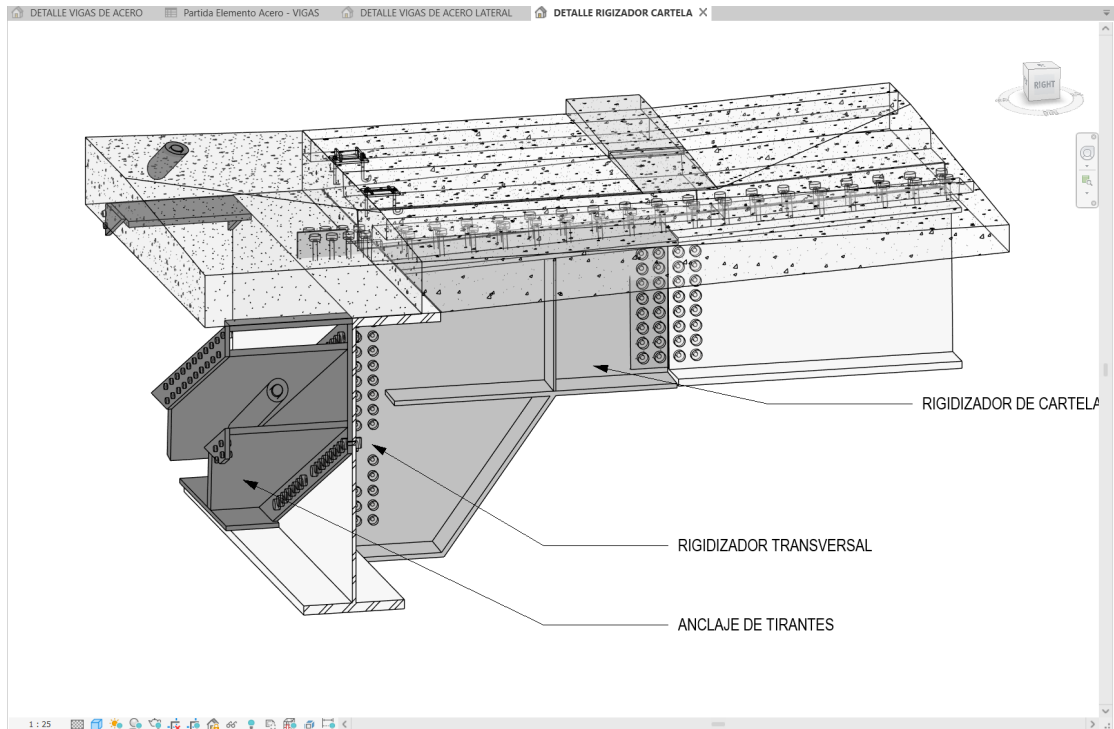 DETALLE VIGAS DE ACERO
Partida Elemento Acero - VIGAS
DETALLE VIGAS DE ACERO LATERAL
DETALLE RIGIZADOR CARTELA
RIGHT
RIGIDIZADOR DE CARTELA
RIGIDIZADOR TRANSVERSAL
ANCLAJE DE TIRANTES
1 : 25